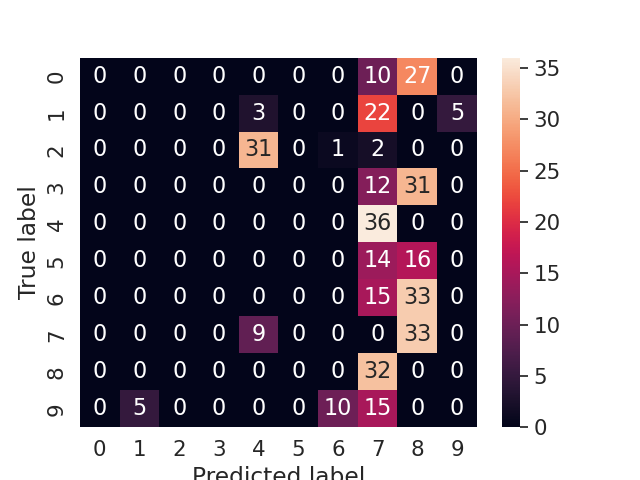 0 0 0 0 0 0 0 0 10 27 0
1 0 0 0 0 3 0 0 22 0 5
2 0 0 0 0 31 0 1 2 0 0
3 0 0 0 0 0 0 0 12 31 0
4 0 0 0 0 0 0 0 36 0 0
5 0 0 0 0 0 0 0 14 16 0
6 0 0 0 0 0 0 0 15 33 0
7 0 0 0 0 9 0 0 0 33 0
8 0 0 0 0 0 0 0 32 0 0
9 0 5 0 0 0 0 10 15 0 0
0 1 2 3 4 5 6 7 8 9
Predicted label
True label
35
30
25
20
15
10
5
0